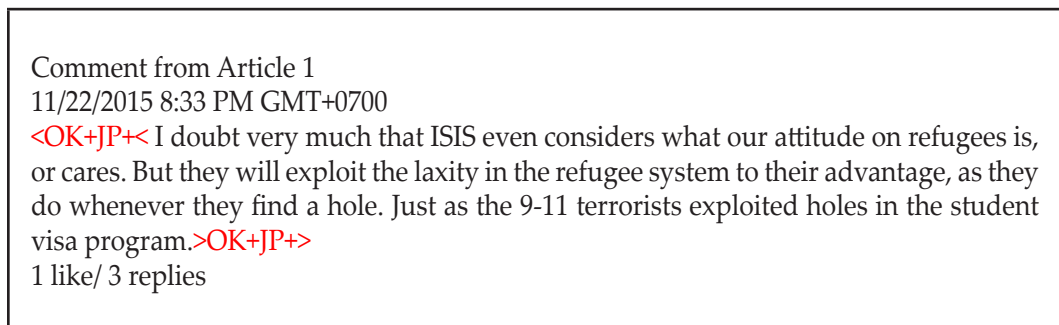 Comment from Article 1
11/22/2015 8:33 PM GMT+0700
<OK+JP+< I doubt very much that ISIS even considers what our attitude on refugees is,
or cares. But they will exploit the laxity in the refugee system to their advantage, as they
do whenever they find a hole. Just as the 9-11 terrorists exploited holes in the student
visa program.>OK+JP+>
1 like/ 3 replies